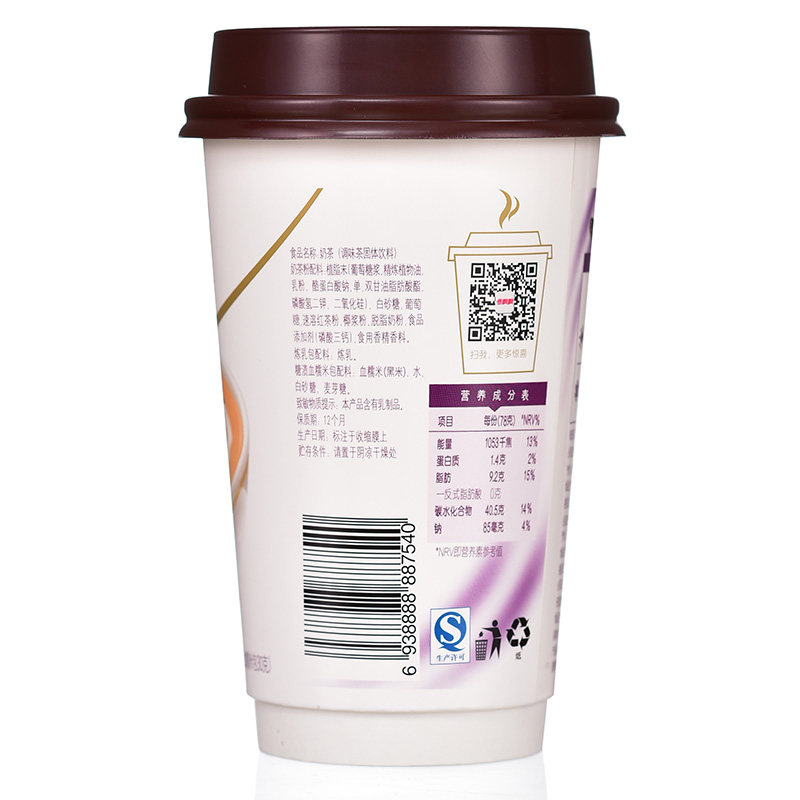 食品名称:奶茶(调味茶固体饮料)
奶茶粉配料:植脂末(葡萄糖浆,精炼植物油,
乳粉,酪蛋白酸钠,单,双甘油脂肪酸酯,
磷酸氢二钾,二氧化硅),白砂糖,葡萄
糖,速溶红茶粉,椰浆粉,脱脂奶粉,食品
添加剂(磷酸三钙),食用香精香料。
炼乳包配料:炼乳。
糖渍血糯米包配料:血糯米(黑米),水,
白砂糖,麦芽糖。
致敏物质提示:本产品含有乳制品。
保质期:12个月
生产日期:标注于收缩膜上
贮存条件:请置于阴凉干燥处
扫我,更多惊喜
营养成分表
项目 每份(78克) *NRV%
能量 1053千焦 13%
蛋白质 1.4克 2%
脂肪 9.2克 15%
一反式脂肪酸 0克
碳水化合物 40.5克 14%
钠 85毫克 4%
*NRV即营养素参考值
6 938888 887540
生产许可
纸